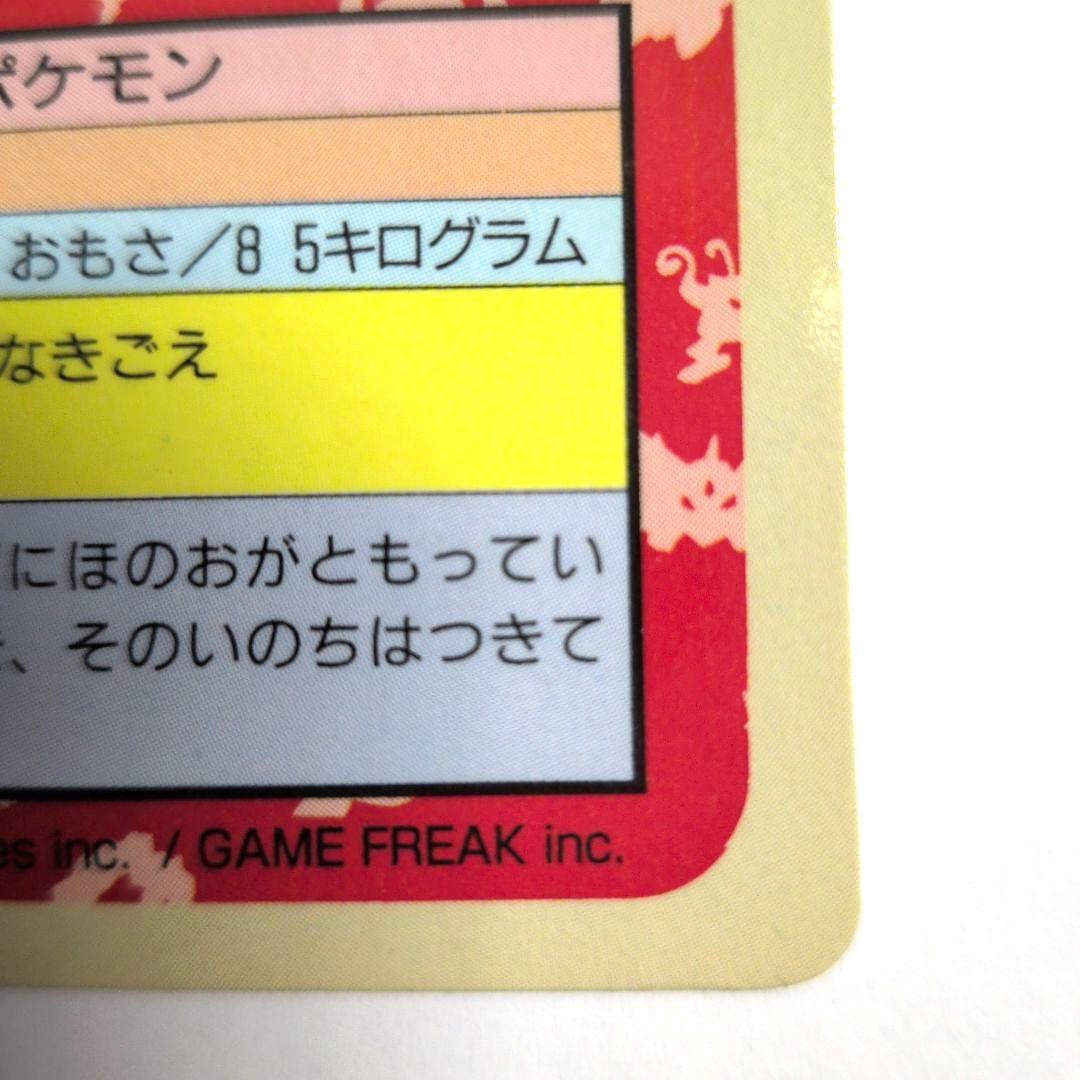 ポケモン
おもさ／8 5キログラム
なきごえ
にほのおがともってい
、そのいのちはつきて
es inc. / GAME FREAK inc.